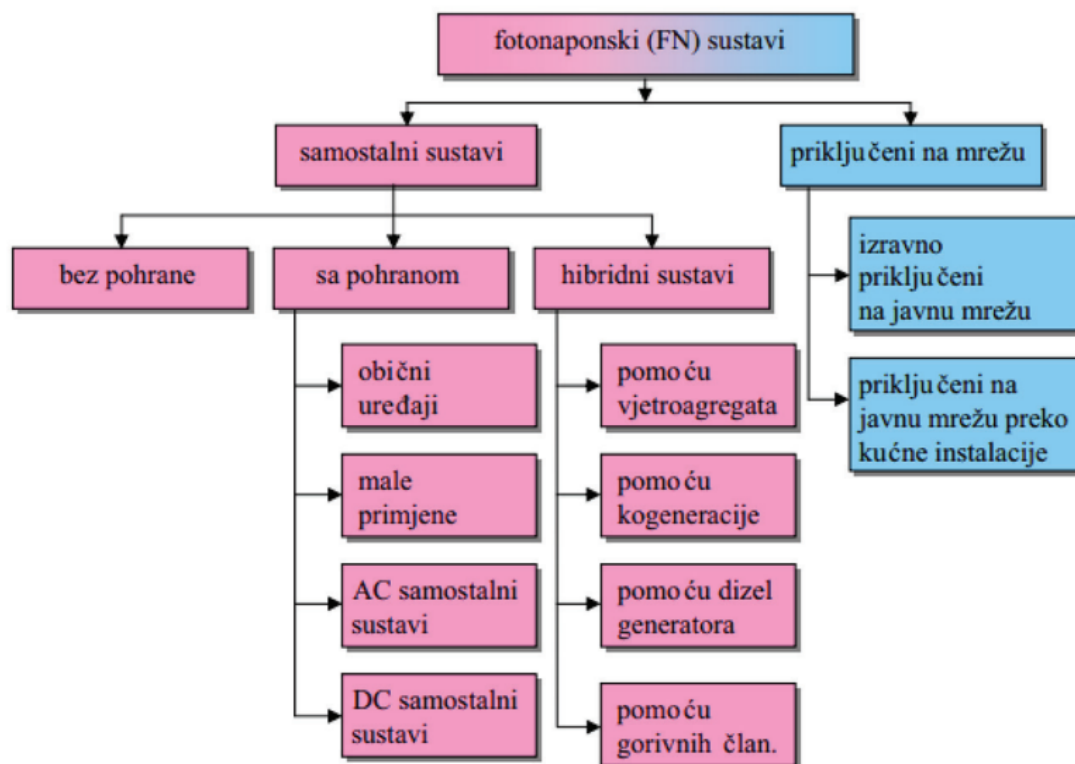 fotonaponski (FN) sustavi
samostalni sustavi
priključeni na mrežu
bez pohrane
sa pohranom
hibridni sustavi
izravno
priključeni
na javnu mrežu
obični
uređaji
pomoću
vjetroagregata
priključeni na
javnu mrežu preko
kućne instalacije
male
primjene
pomoću
kogeneracije
AC samostalni
sustavi
pomoću dizel
generatora
DC samostalni
sustavi
pomoću
gorivnih član.